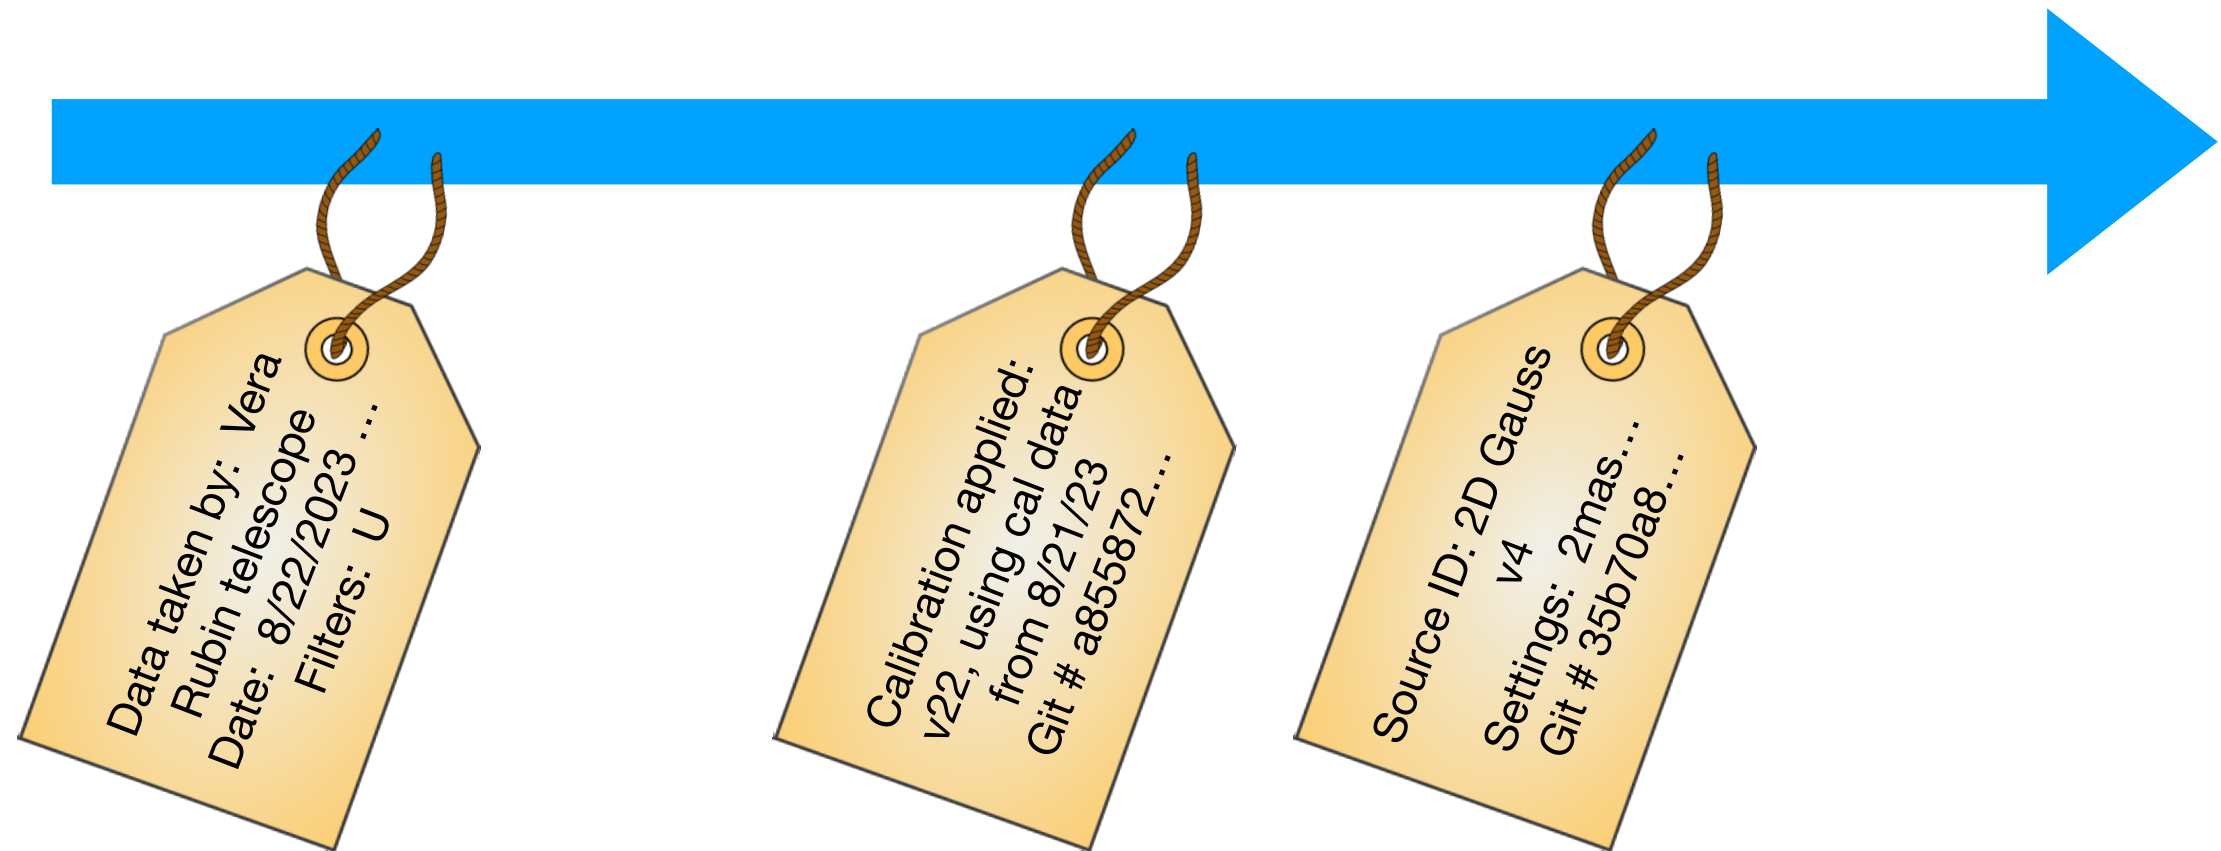 Data taken by: Vera
Rubin telescope
Date: 8/22/2023 ...
Filters: U
Calibration applied:
v22, using cal data
from 8/21/23
Git # a855872...
Source ID: 2D Gauss
v4
Settings: 2mas...
Git # 35b70a8...